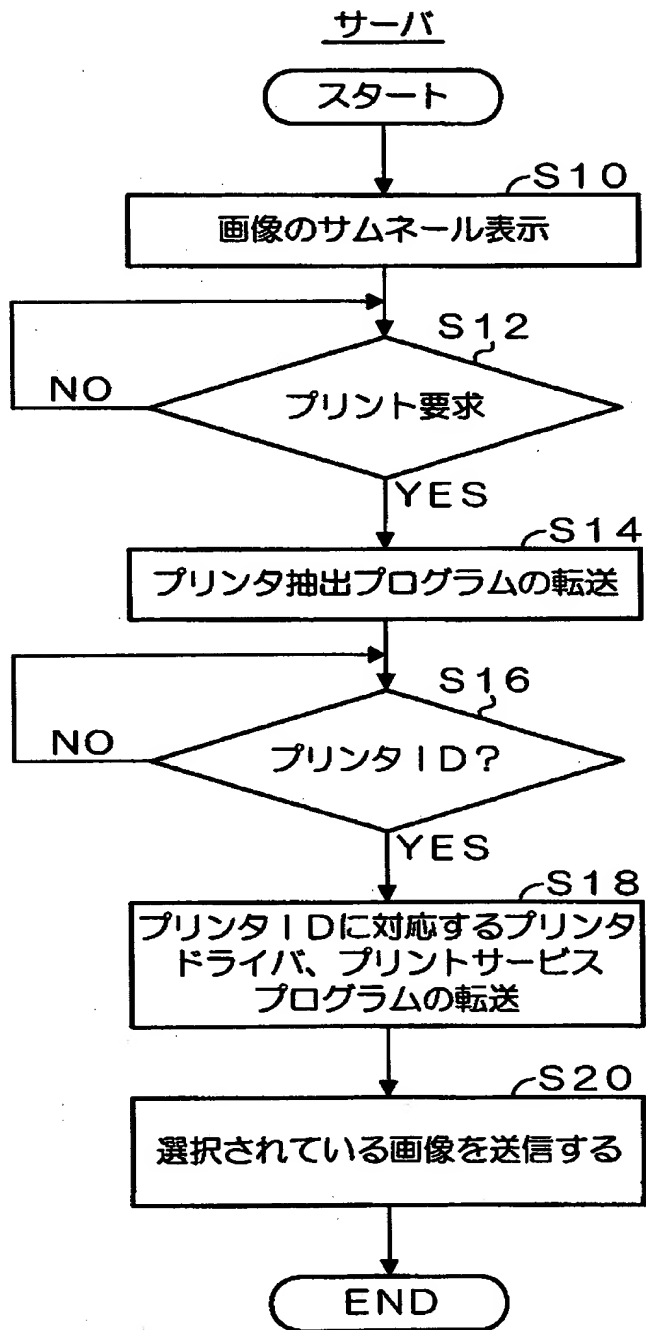 サーバ
スタート
S10
画像のサムネール表示
S12
プリント要求
NO
YES
S14
プリンタ抽出プログラムの転送
S16
プリンタID?
NO
YES
S18
プリンタIDに対応するプリンタ
ドライバ、プリントサービス
プログラムの転送
S20
選択されている画像を送信する
END